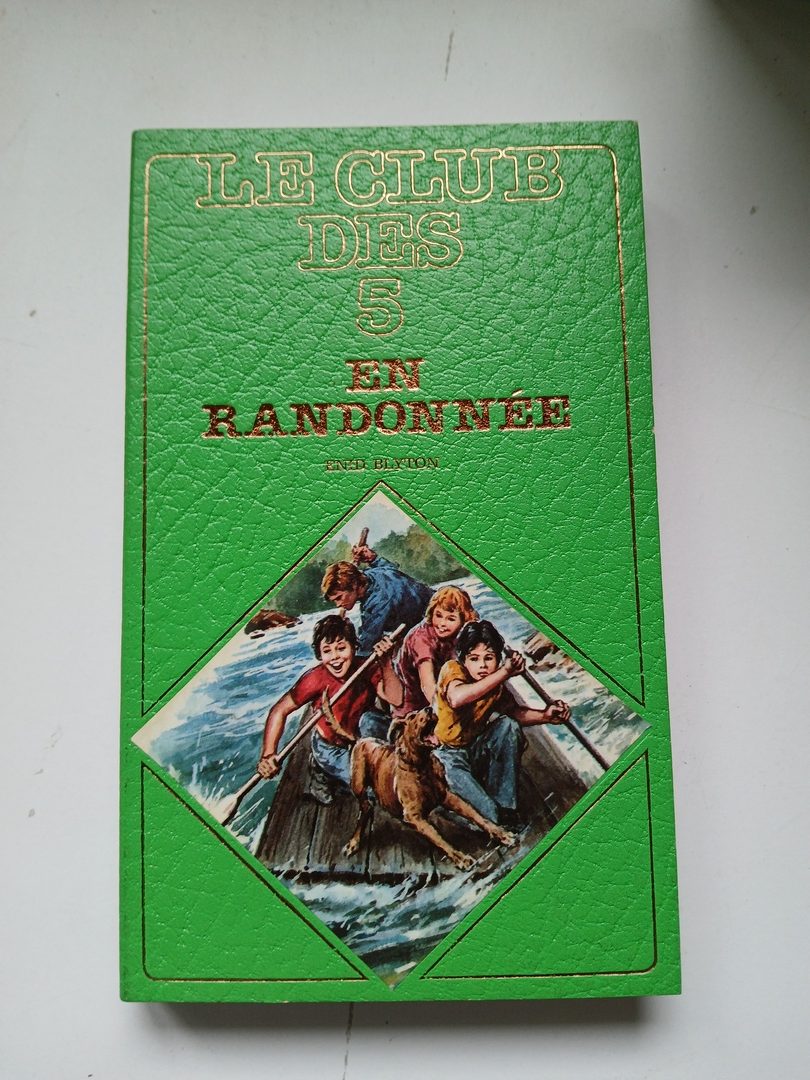 LE CLUB
DES
5
EN
RANDONNÉE
ENID BLYTON